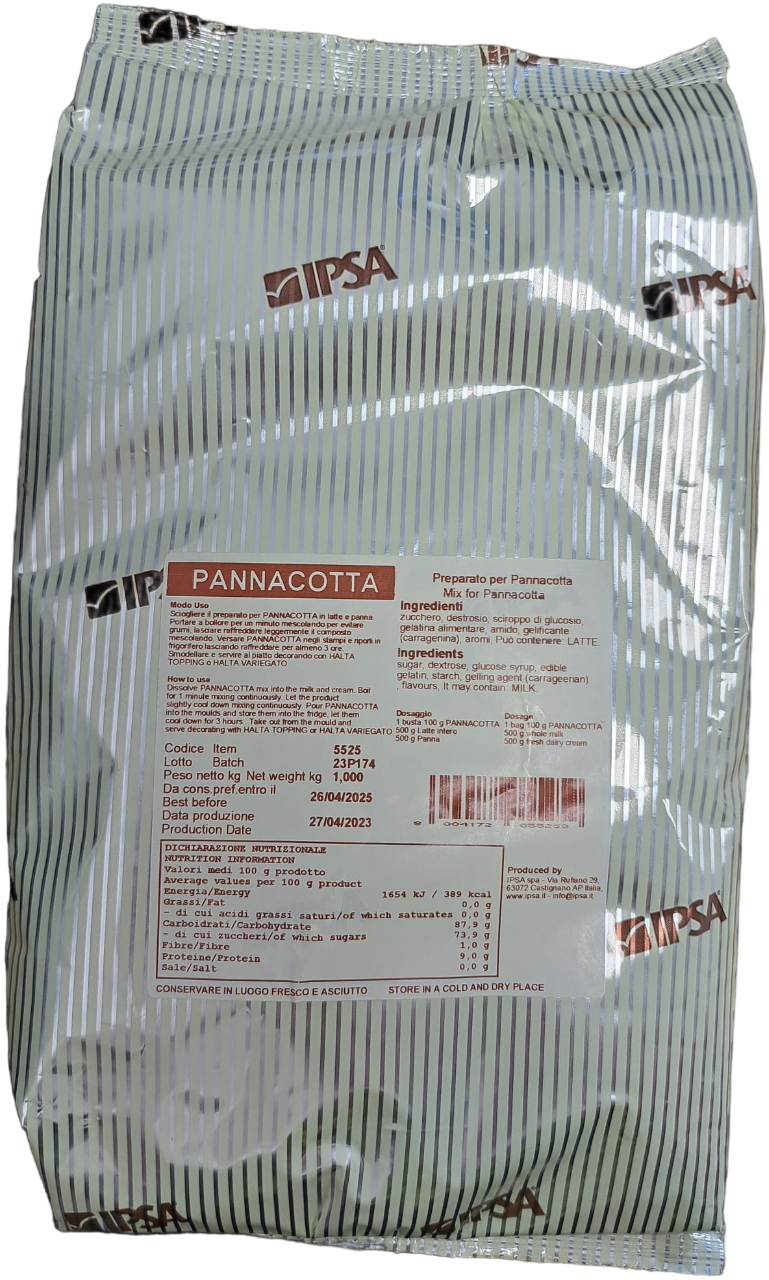 IPSA
IPSA
IPSA
PANNACOTTA
Modo Uso
Sciogliere il preparato per PANNACOTTA in latte e panna.
Portare a bollore per un minuto mescolando per evitare
grumi, lasciare raffreddare leggermente il composto
mescolando. Versare PANNACOTTA negli stampi e riporli in
frigorifero lasciando raffreddare per almeno 3 ore.
Smodellare e servire al piatto decorando con HALTA
TOPPING o HALTA VARIEGATO
How to use
Dissolve PANNACOTTA mix into the milk and cream. Boil
for 1 minute mixing continuously. Let the product
slightly cool down mixing continuously. Pour PANNACOTTA
into the moulds and store them into the fridge, let them
cool down for 3 hours. Take out from the mould and
serve decorating with HALTA TOPPING or HALTA VARIEGATO
Preparato per Pannacotta
Mix for Pannacotta
Ingredienti
zucchero, destrosio, sciroppo di glucosio,
gelatina alimentare, amido, gelificante
(carragenina), aromi, Può contenere: LATTE.
Ingredients
sugar, dextrose, glucose syrup, edible
gelatin, starch, gelling agent (carrageenan)
, flavours, It may contain: MILK.
Dosaggio
1 busta 100 g PANNACOTTA
500 g Latte intero
500 g Panna
Dosage
1 bag 100 g PANNACOTTA
500 g whole milk
500 g fresh dairy cream
Codice Item 5525
Lotto Batch 23P174
Peso netto kg Net weight kg 1,000
Da cons.pref.entro il
Best before 26/04/2025
Data produzione
Production Date 27/04/2023
DICHIARAZIONE NUTRIZIONALE
NUTRITION INFORMATION
Valori medi 100 g prodotto
Average values per 100 g product
Energia/Energy 1654 kJ / 389 kcal
Grassi/Fat 0,0 g
- di cui acidi grassi saturi/of which saturates 0,0 g
Carboidrati/Carbohydrate 87,9 g
- di cui zuccheri/of which sugars 73,9 g
Fibre/Fibre 1,0 g
Proteine/Protein 9,0 g
Sale/Salt 0,0 g
Produced by
IPSA spa - Via Rufiano 29,
63072 Castignano AP Italia,
www.ipsa.it - info@ipsa.it
CONSERVARE IN LUOGO FRESCO E ASCIUTTO STORE IN A COLD AND DRY PLACE
IPSA
IPSA